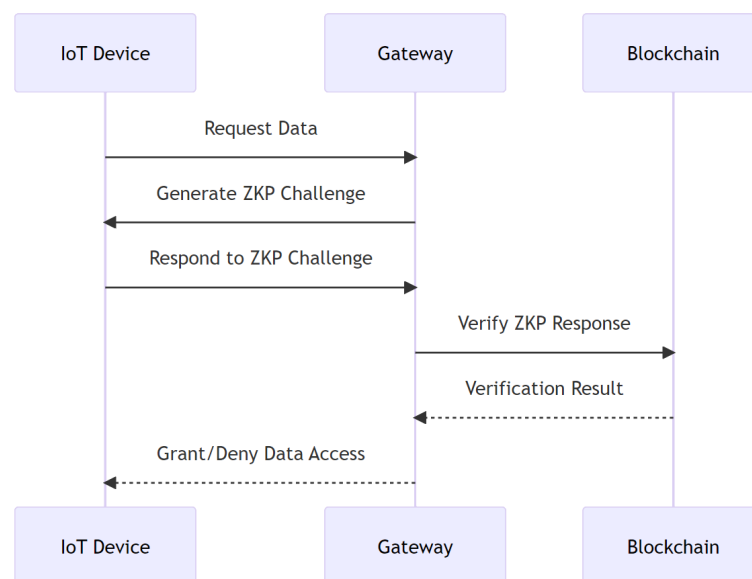 IoT Device
Gateway
Blockchain
Request Data
Generate ZKP Challenge
Respond to ZKP Challenge
Verify ZKP Response
Verification Result
Grant/Deny Data Access
IoT Device
Gateway
Blockchain